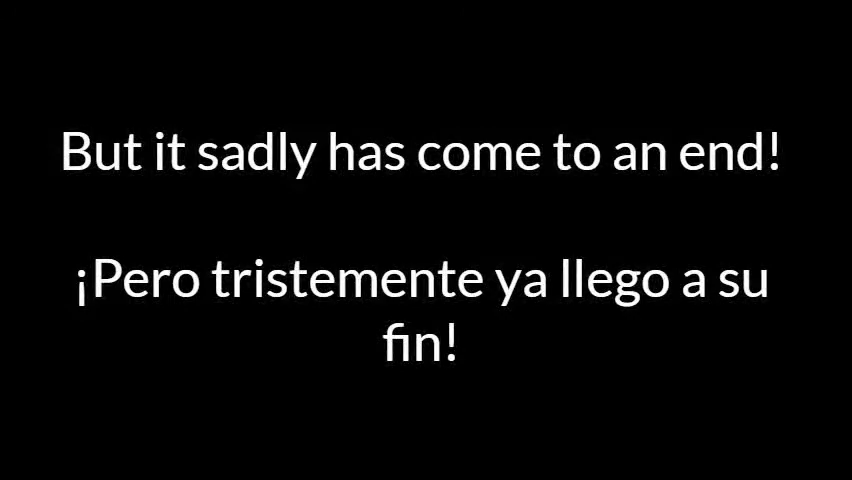 But it sadly has come to an end!
¡Pero tristemente ya llego a su
fin!